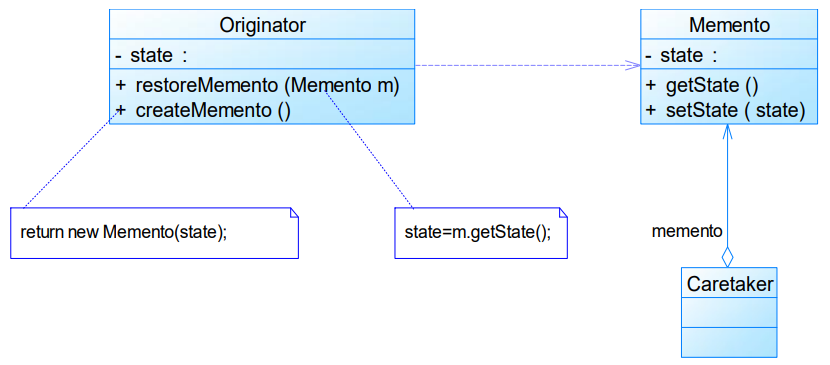 Originator
- state :
+ restoreMemento (Memento m)
+ createMemento ()
Memento
- state :
+ getState ()
+ setState ( state)
return new Memento(state);
state=m.getState();
memento
Caretaker